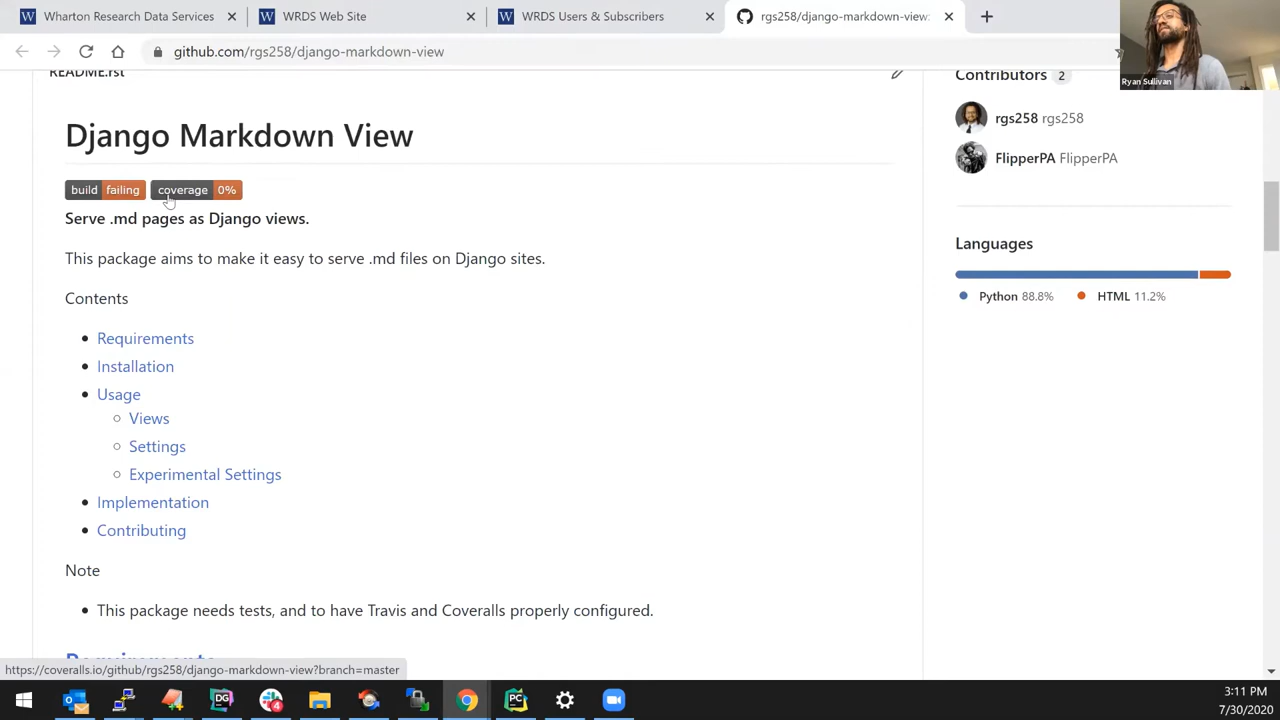 Wharton Research Data Services
WRDS Web Site
WRDS Users & Subscribers
rgs258/django-markdown-view:
github.com/rgs258/django-markdown-view
Ryan Sullivan
README.rst
Contributors 2
rgs258 rgs258
FlipperPA FlipperPA
Django Markdown View
build failing coverage 0%
Serve .md pages as Django views.
This package aims to make it easy to serve .md files on Django sites.
Contents
Requirements
Installation
Usage
Views
Settings
Experimental Settings
Implementation
Contributing
Note
This package needs tests, and to have Travis and Coveralls properly configured.
Requirements
Languages
Python 88.8% HTML 11.2%
https://coveralls.io/github/rgs258/django-markdown-view?branch=master
DG
4
PC
3:11 PM
7/30/2020